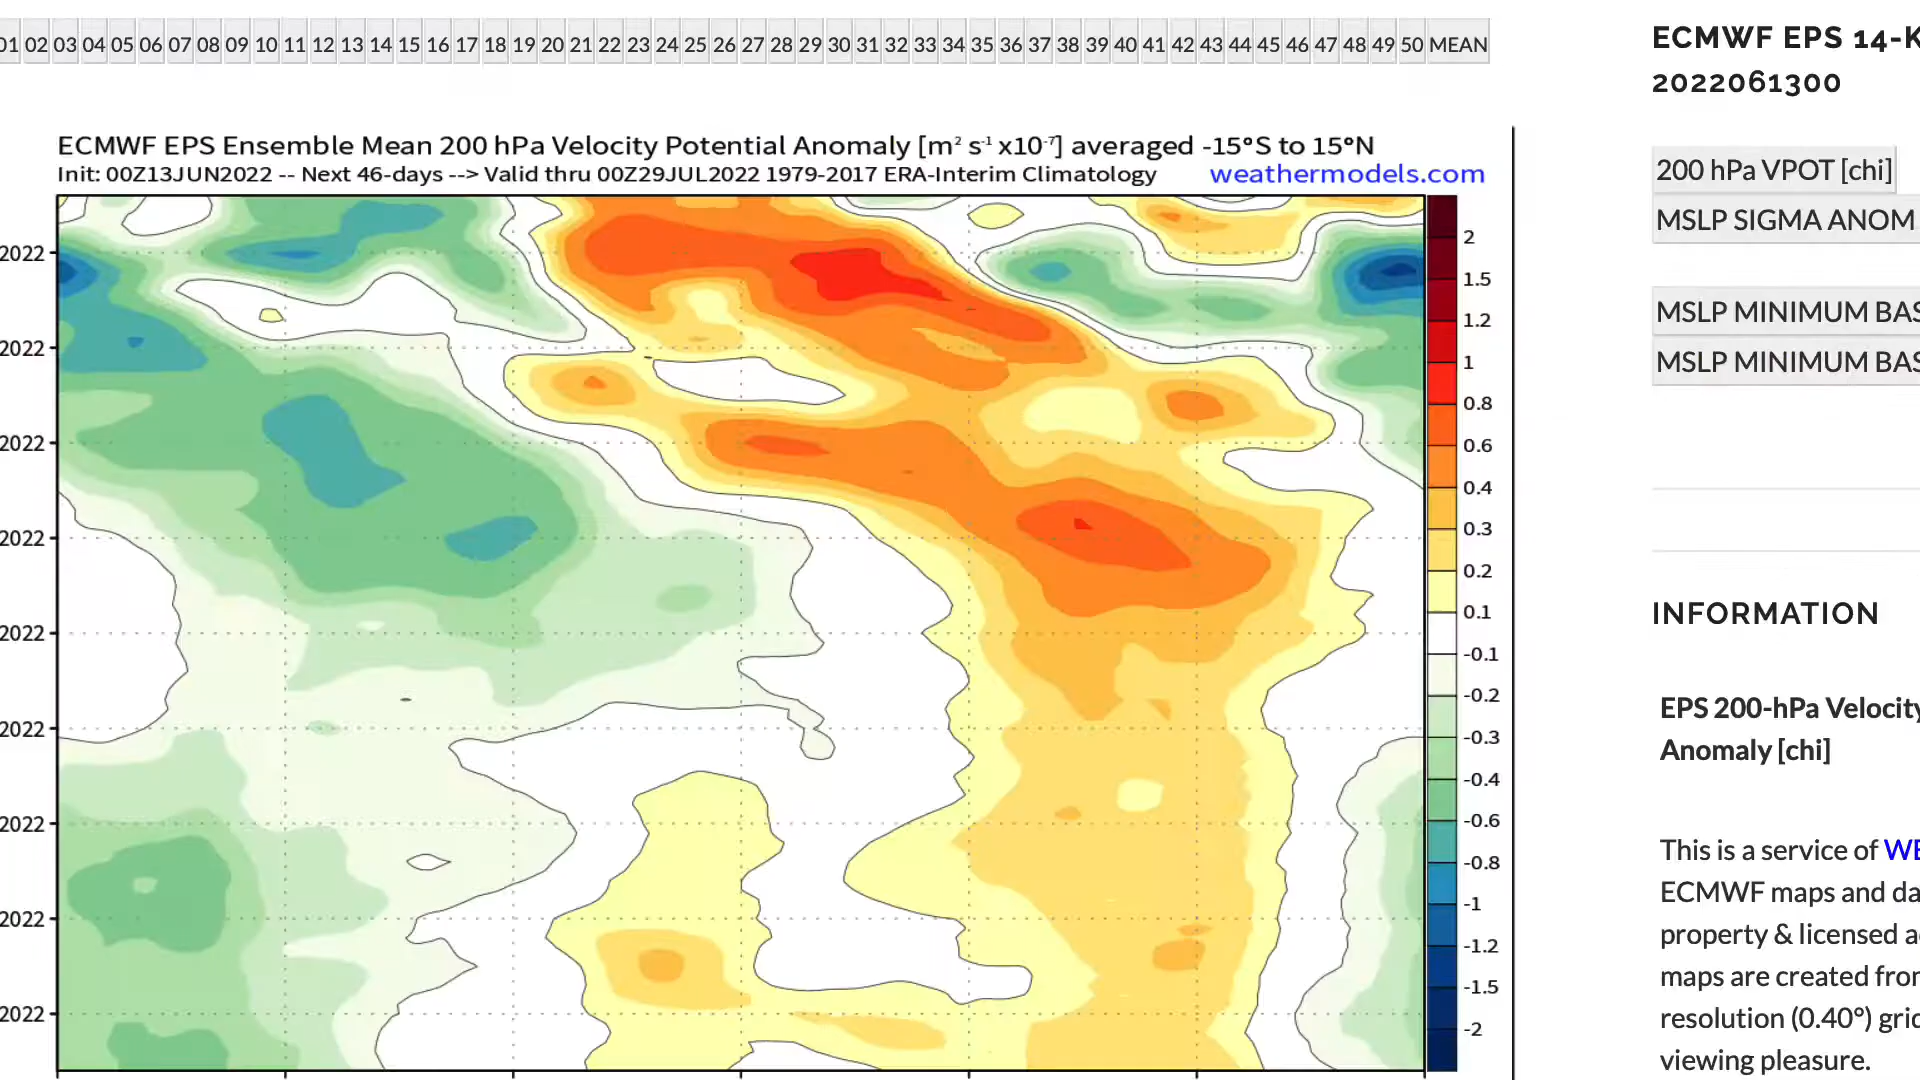 01 02 03 04 05 06 07 08 09 10 11 12 13 14 15 16 17 18 19 20 21 22 23 24 25 26 27 28 29 30 31 32 33 34 35 36 37 38 39 40 41 42 43 44 45 46 47 48 49 50 MEAN
ECMWF EPS Ensemble Mean 200 hPa Velocity Potential Anomaly [m² s⁻¹ x10⁻⁷] averaged -15°S to 15°N
Init: 00Z13JUN2022 -- Next 46-days --> Valid thru 00Z29JUL2022 1979-2017 ERA-Interim Climatology
weathermodels.com
2022
2022
2022
2022
2022
2022
2022
2022
2022
2
1.5
1.2
1
0.8
0.6
0.4
0.3
0.2
0.1
-0.1
-0.2
-0.3
-0.4
-0.6
-0.8
-1
-1.2
-1.5
-2
ECMWF EPS 14-K
2022061300
200 hPa VPOT [chi]
MSLP SIGMA ANOM
MSLP MINIMUM BAS
MSLP MINIMUM BAS
INFORMATION
EPS 200-hPa Velocity
Anomaly [chi]
This is a service of WE
ECMWF maps and da
property & licensed a
maps are created from
resolution (0.40°) grid
viewing pleasure.